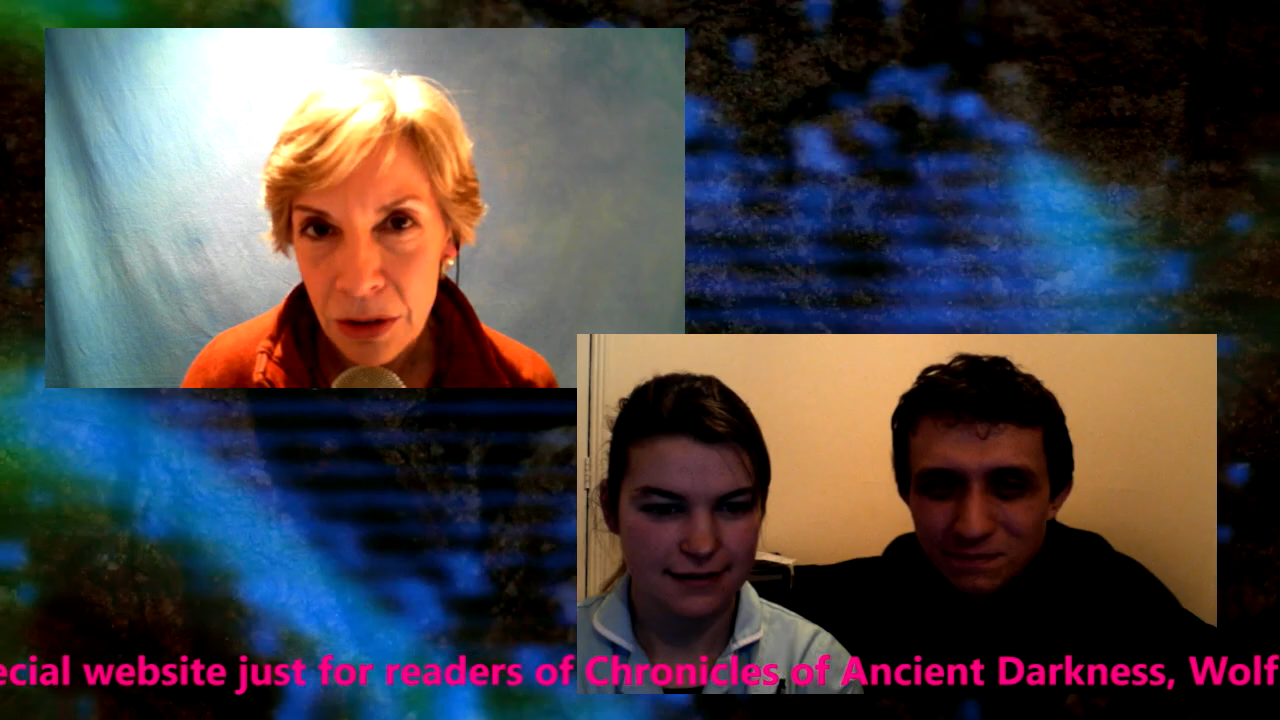 ecial website just for readers of Chronicles of Ancient Darkness, Wolf